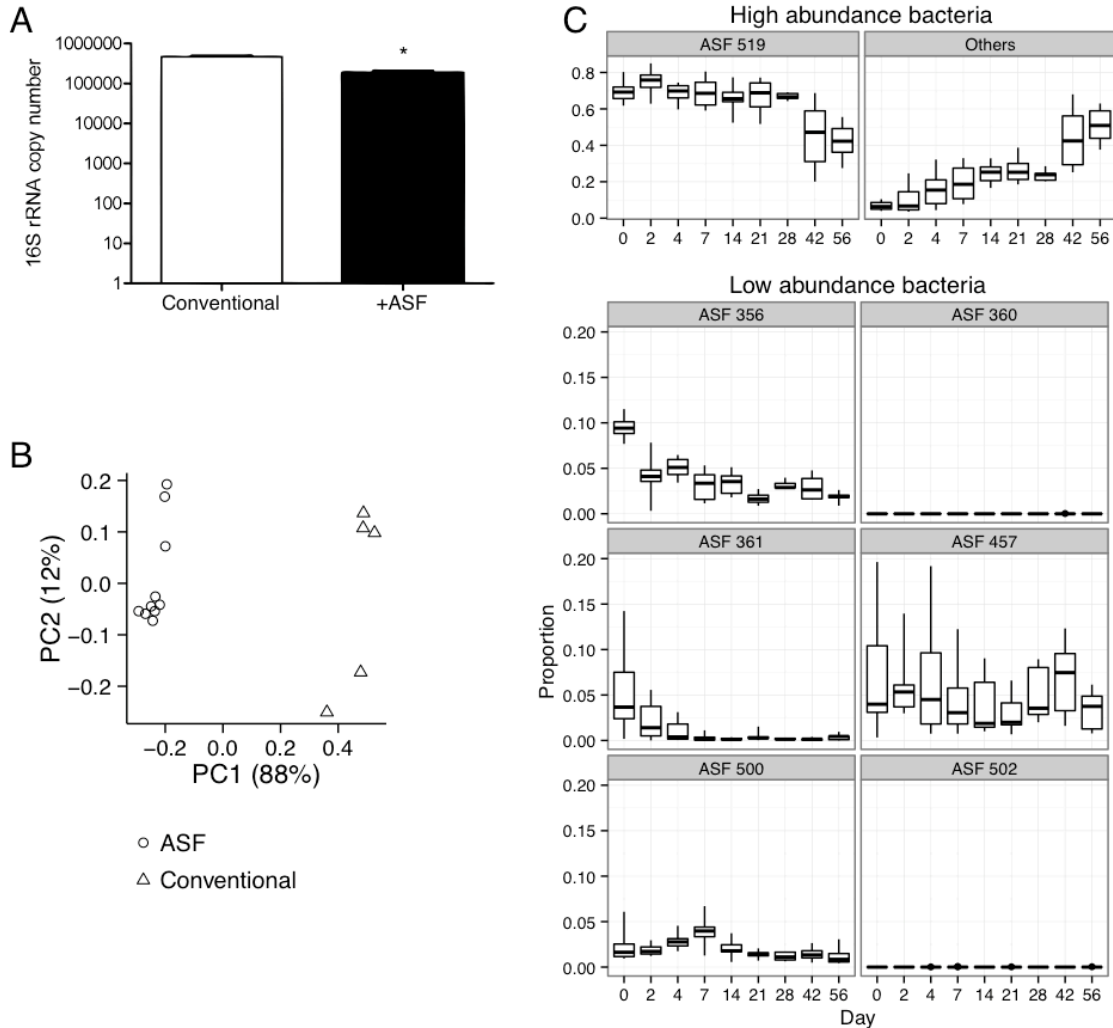 A
1000000
100000
10000
1000
100
10
1
16S rRNA copy number
*
Conventional
+ASF
B
0.2
0.1
0.0
−0.1
−0.2
PC2 (12%)
−0.2 0.0 0.2 0.4
PC1 (88%)
ASF
Conventional
C
High abundance bacteria
ASF 519 Others
0.8
0.6
0.4
0.2
0.0
0 2 4 7 14 21 28 42 56 0 2 4 7 14 21 28 42 56
Low abundance bacteria
ASF 356 ASF 360
0.20
0.15
0.10
0.05
0.00
ASF 361 ASF 457
0.20
0.15
0.10
0.05
0.00
Proportion
ASF 500 ASF 502
0.20
0.15
0.10
0.05
0.00
0 2 4 7 14 21 28 42 56 0 2 4 7 14 21 28 42 56
Day